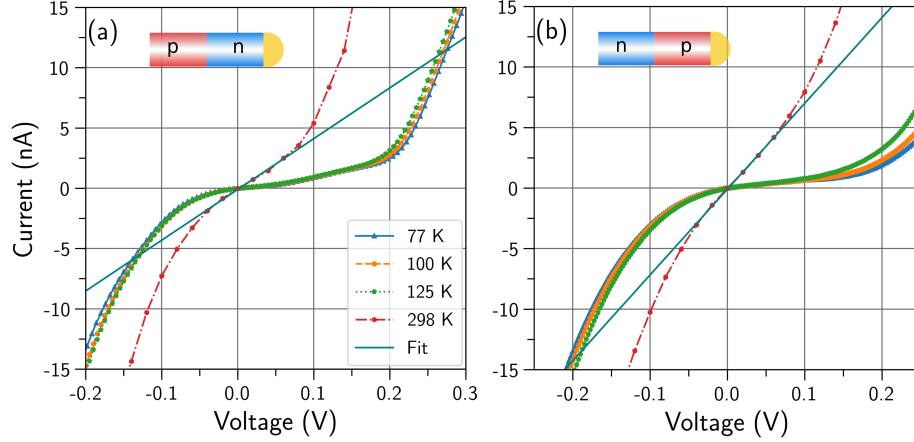 (a)
p n
15
10
5
0
-5
-10
-15
Current (nA)
77 K
100 K
125 K
298 K
Fit
-0.2 -0.1 0.0 0.1 0.2 0.3
Voltage (V)
(b)
n p
15
10
5
0
-5
-10
-15
-0.2 -0.1 0.0 0.1 0.2
Voltage (V)